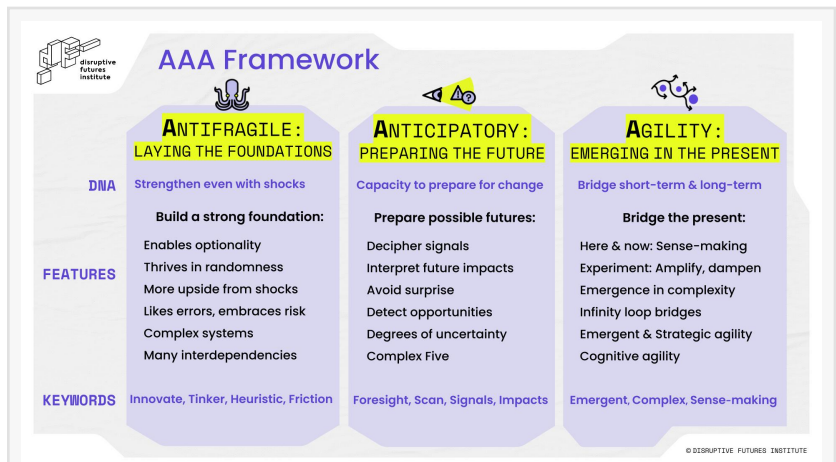 disruptive
futures
institute
AAA Framework
ANTIFRAGILE:
LAYING THE FOUNDATIONS
ANTICIPATORY:
PREPARING THE FUTURE
AGILITY:
EMERGING IN THE PRESENT
DNA
Strengthen even with shocks
Capacity to prepare for change
Bridge short-term & long-term
FEATURES
Build a strong foundation:
Enables optionality
Thrives in randomness
More upside from shocks
Likes errors, embraces risk
Complex systems
Many interdependencies
Prepare possible futures:
Decipher signals
Interpret future impacts
Avoid surprise
Detect opportunities
Degrees of uncertainty
Complex Five
Bridge the present:
Here & now: Sense-making
Experiment: Amplify, dampen
Emergence in complexity
Infinity loop bridges
Emergent & Strategic agility
Cognitive agility
KEYWORDS
Innovate, Tinker, Heuristic, Friction
Foresight, Scan, Signals, Impacts
Emergent, Complex, Sense-making
© DISRUPTIVE FUTURES INSTITUTE